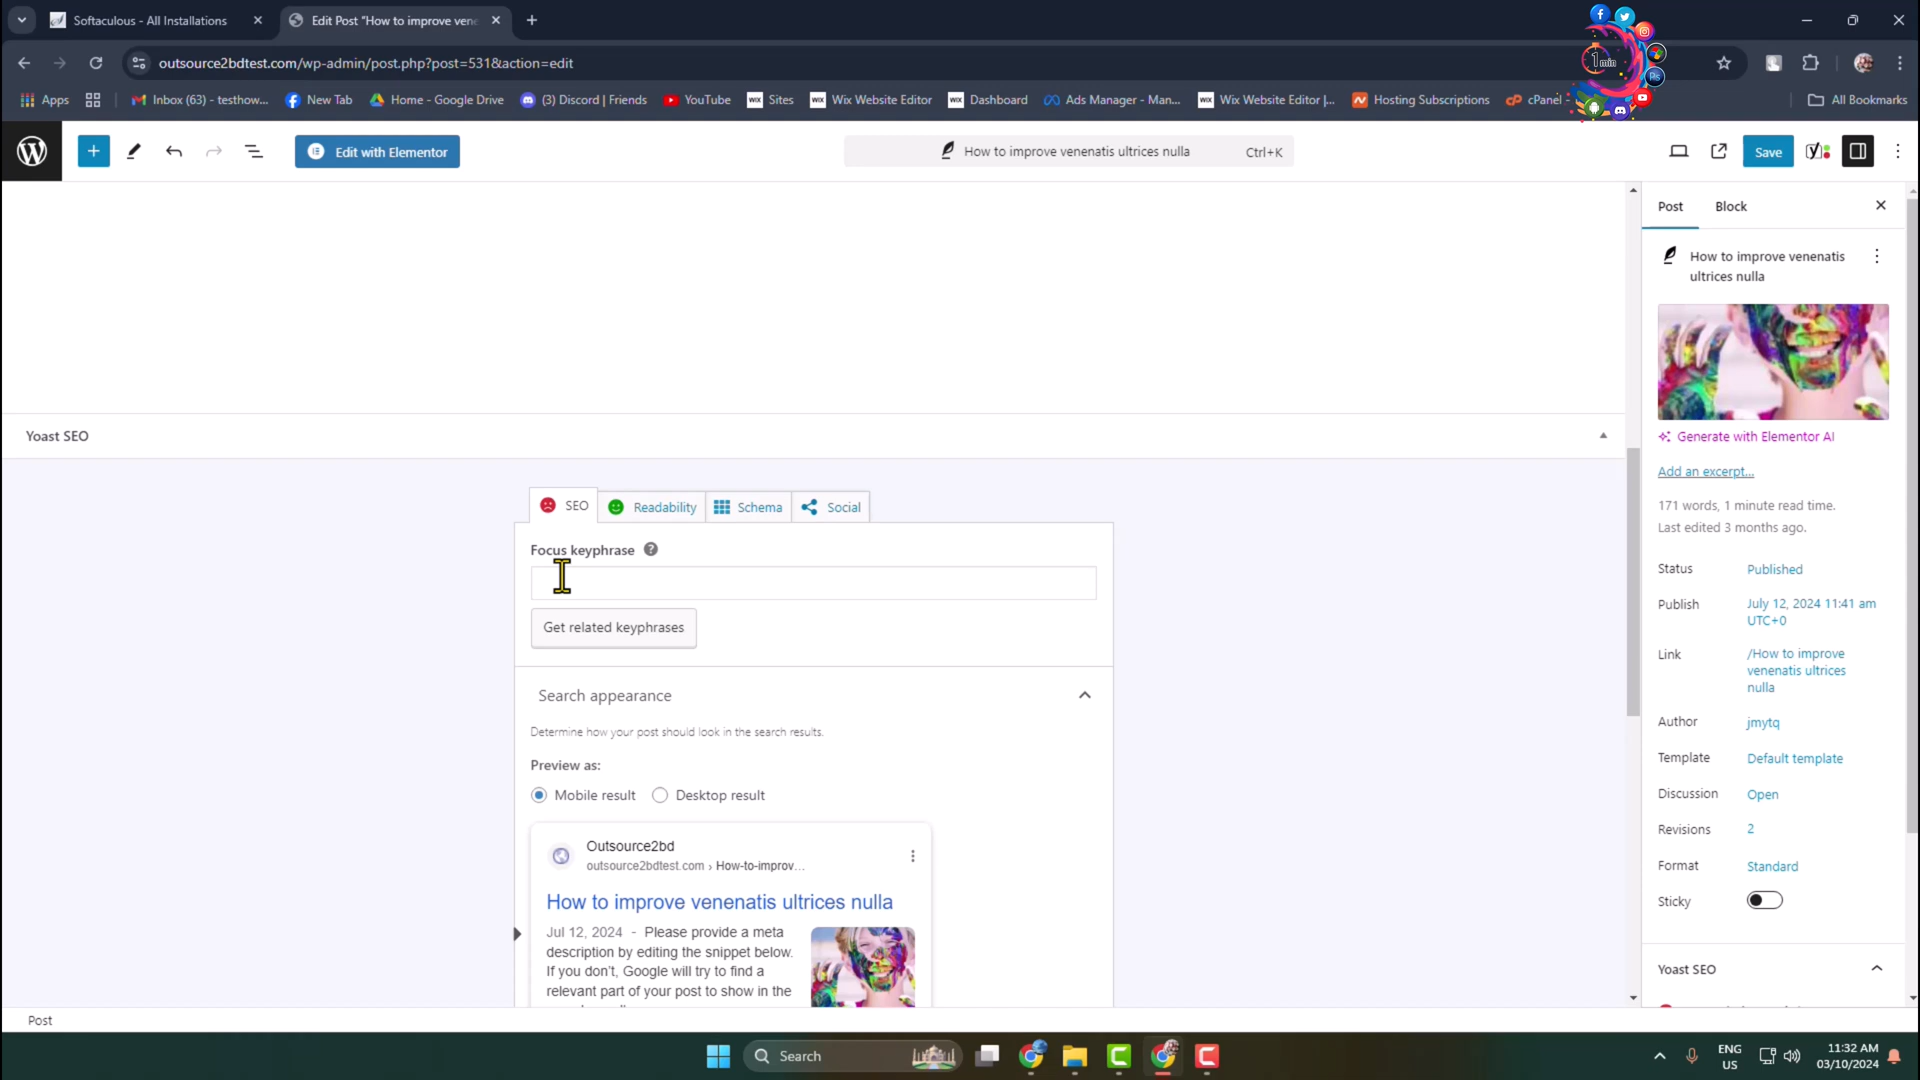 Softaculous - All Installations
Edit Post "How to improve vene
outsource2bdtest.com/wp-admin/post.php?post=531&action=edit
1 min
Ps
Apps
Inbox (63) - testhow...
New Tab
Home - Google Drive
(3) Discord | Friends
YouTube
WIX Sites
WIX Wix Website Editor
WIX Dashboard
Ads Manager - Man...
WIX Wix Website Editor |...
Hosting Subscriptions
cPanel -
All Bookmarks
Edit with Elementor
How to improve venenatis ultrices nulla
Ctrl+K
Save
Post
Block
How to improve venenatis
ultrices nulla
Generate with Elementor AI
Add an excerpt...
171 words, 1 minute read time.
Last edited 3 months ago.
Status
Published
Publish
July 12, 2024 11:41 am
UTC+0
Link
/How to improve
venenatis ultrices
nulla
Author
jmytq
Template
Default template
Discussion
Open
Revisions
2
Format
Standard
Sticky
Yoast SEO
Yoast SEO
SEO
Readability
Schema
Social
Focus keyphrase
Get related keyphrases
Search appearance
Determine how your post should look in the search results.
Preview as:
Mobile result
Desktop result
Outsource2bd
outsource2bdtest.com › How-to-improv...
How to improve venenatis ultrices nulla
Jul 12, 2024 - Please provide a meta
description by editing the snippet below.
If you don't, Google will try to find a
relevant part of your post to show in the
Post
Search
ENG
US
11:32 AM
03/10/2024